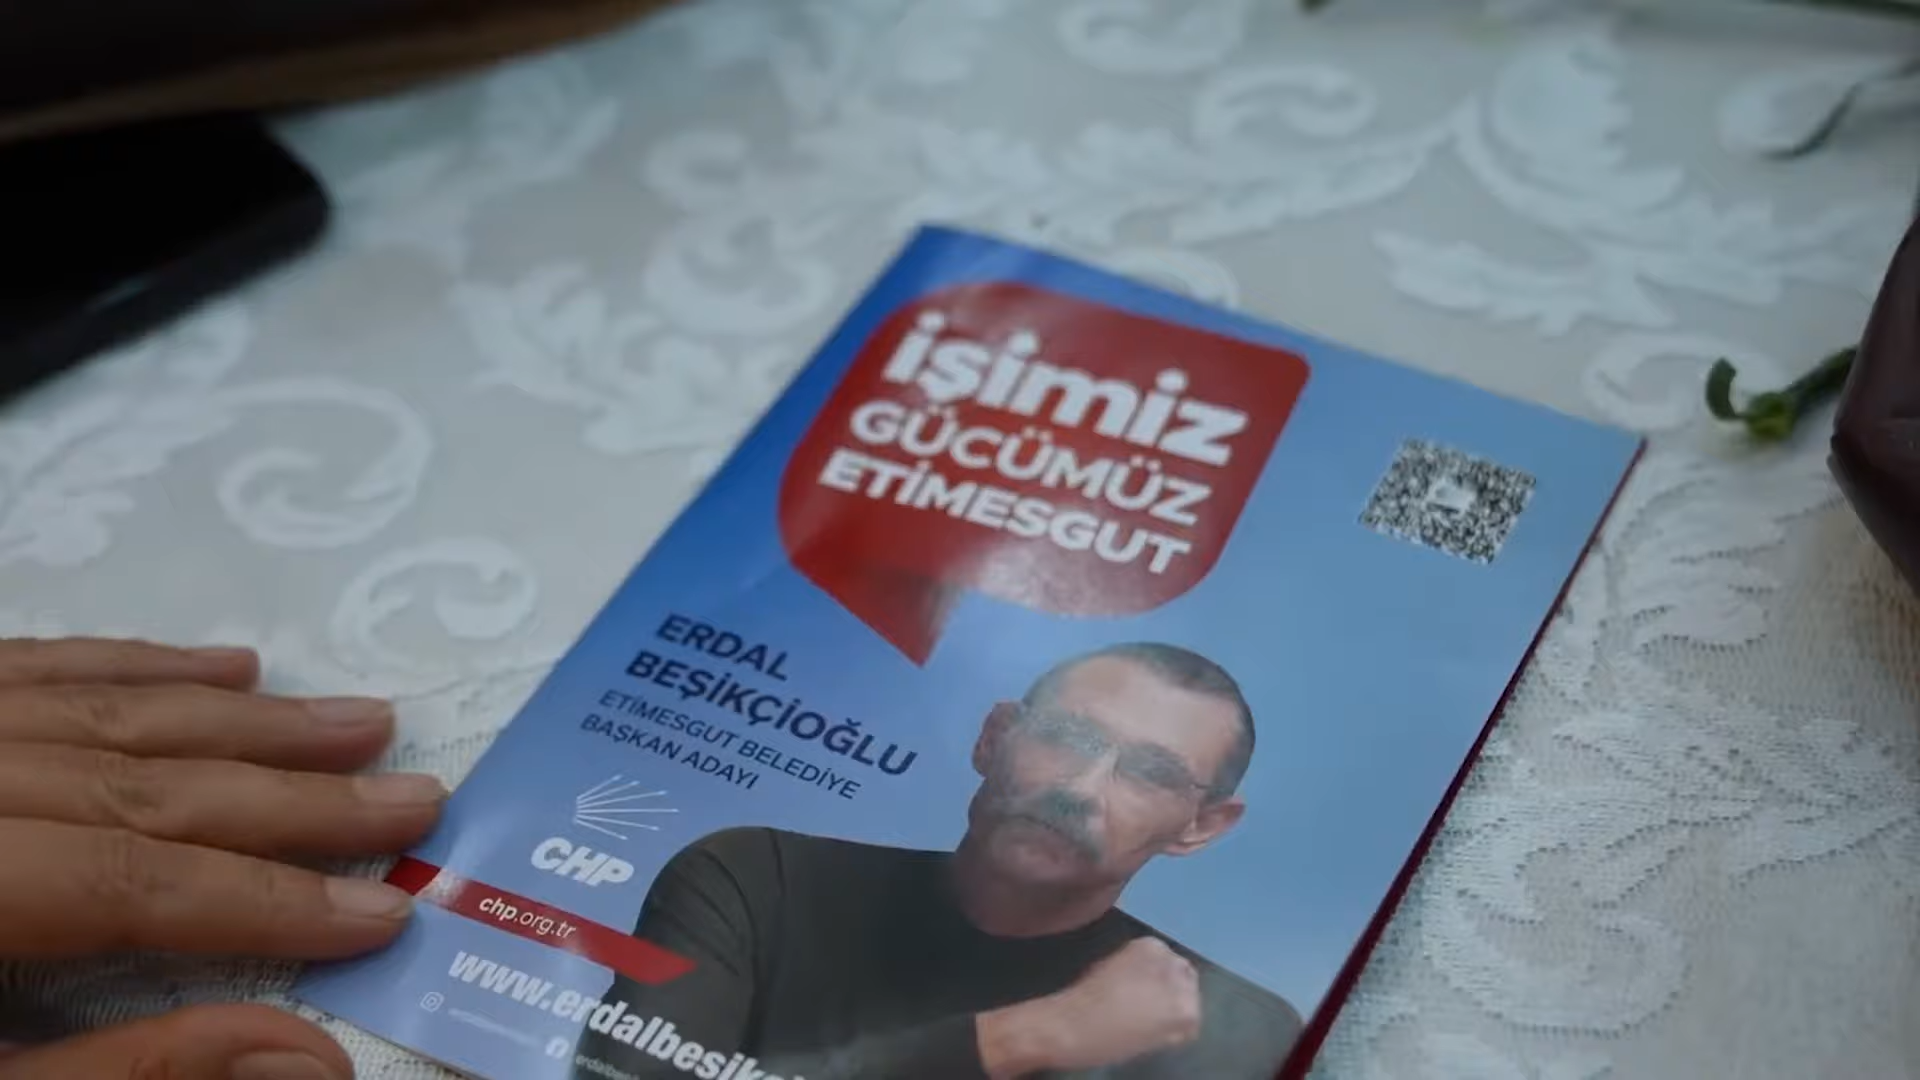 işimiz
GÜCÜMÜZ
ETİMESGUT
ERDAL
BEŞİKÇİOĞLU
ETİMESGUT BELEDİYE
BAŞKAN ADAYI
CHP
chp.org.tr
www.erdalbesikci